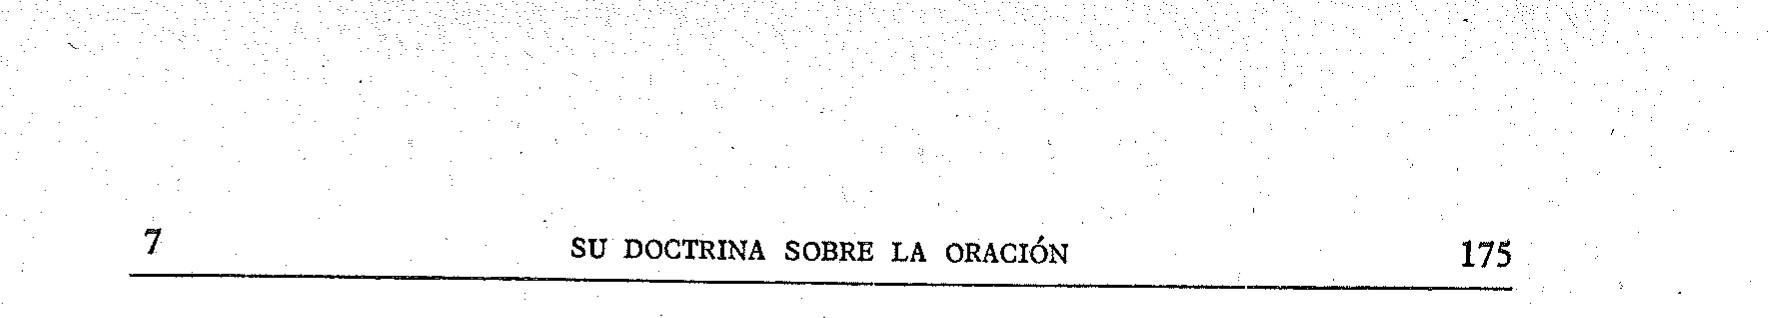 7 SU DOCTRINA SOBRE LA ORACIÓN 175